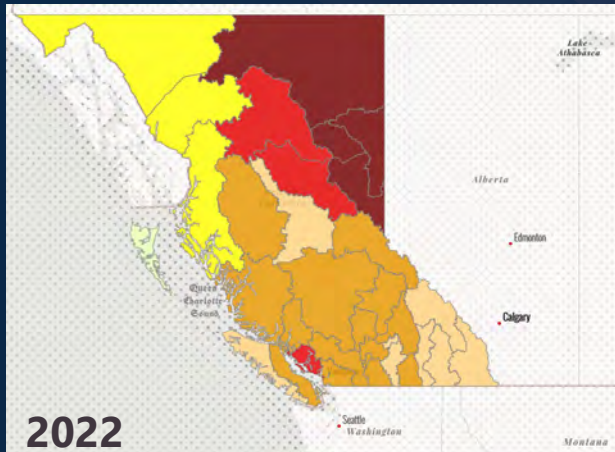 Lake
Athabasca
Alberta
Edmonton
Queen
Charlotte
Sound
Calgary
2022
Seattle
Washington
Montana